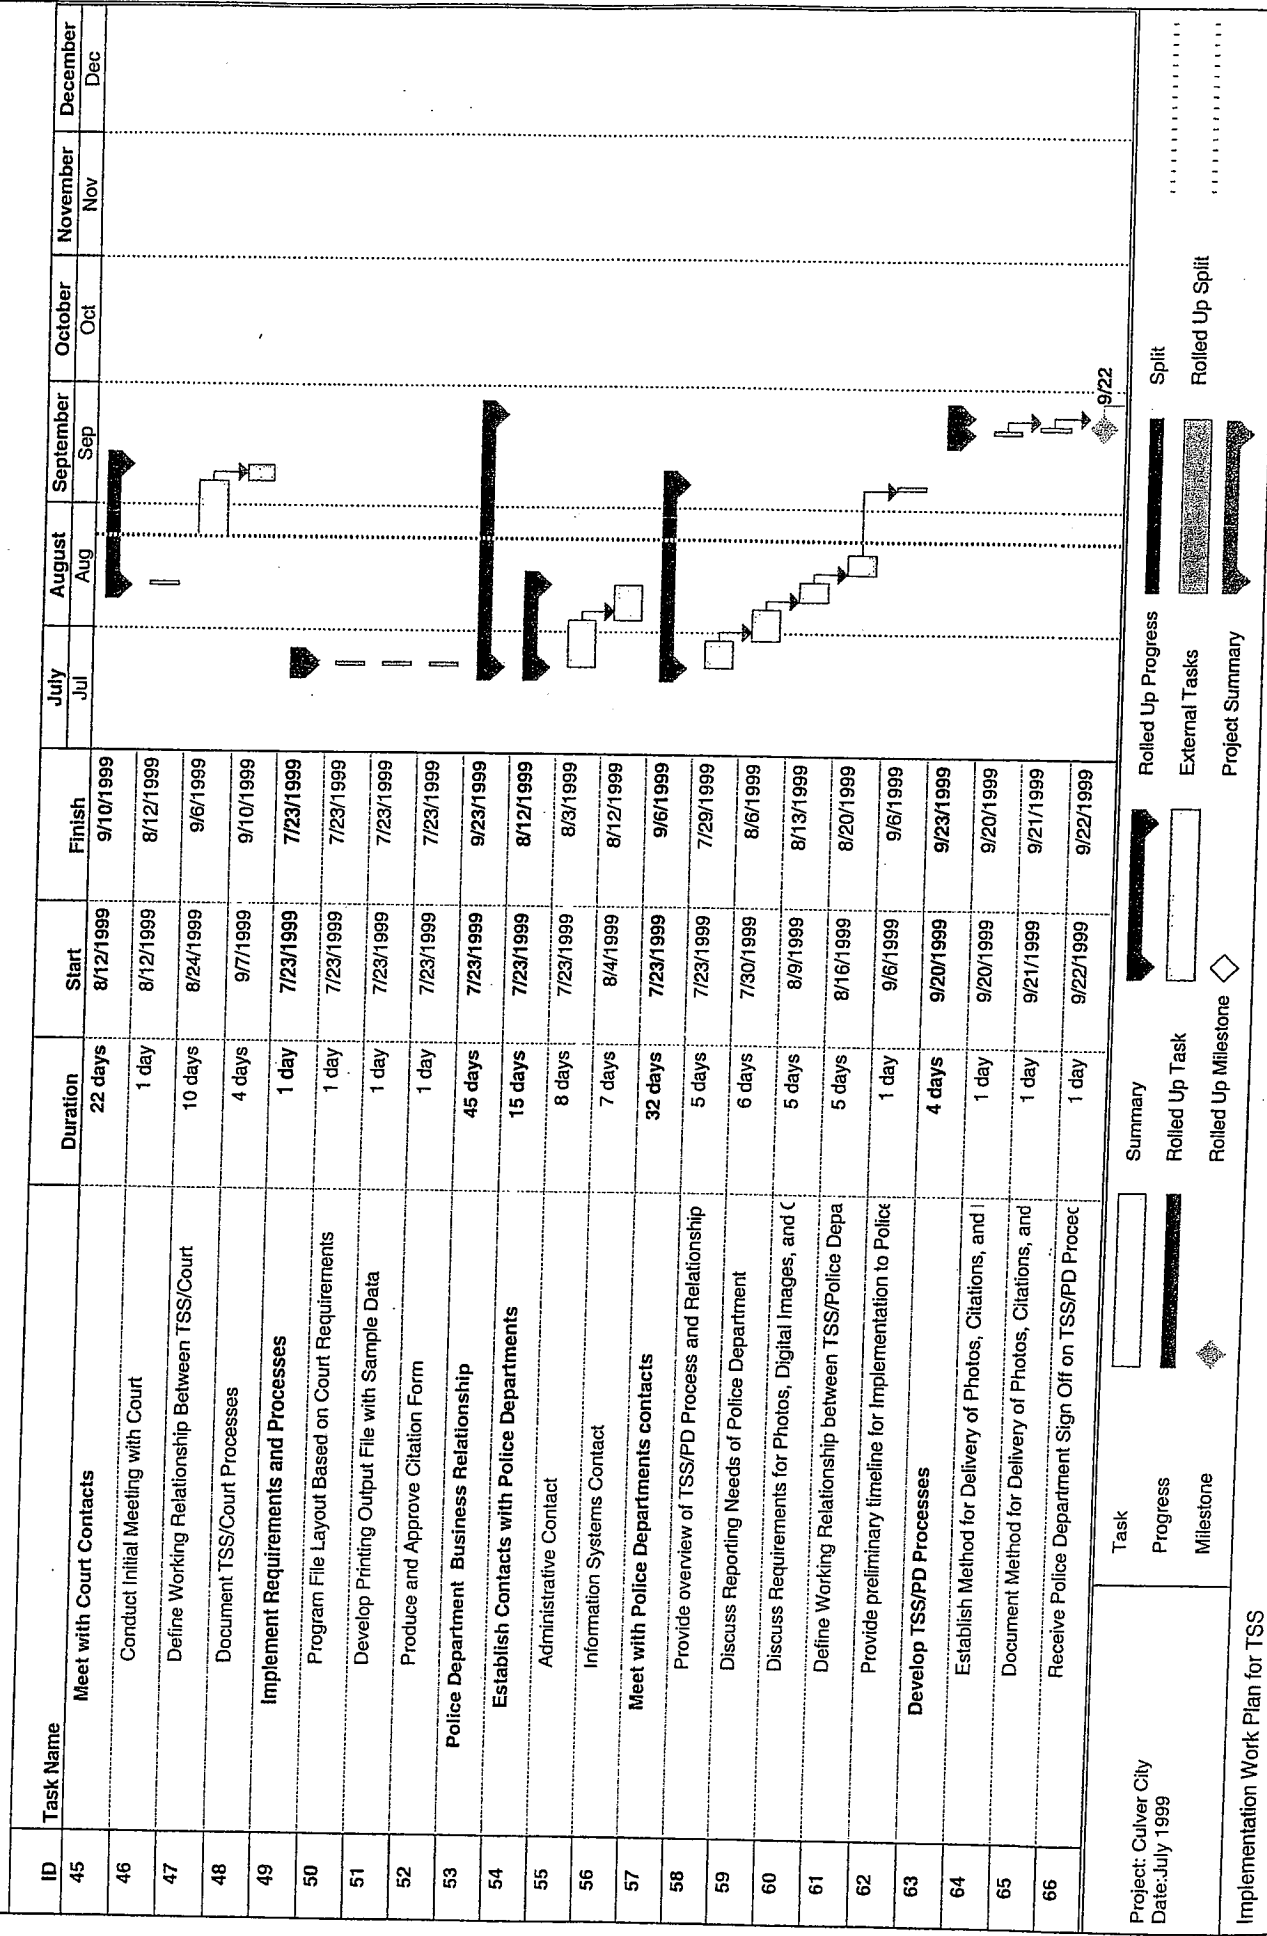 ID Task Name Duration Start Finish July August September October November December
Jul Aug Sep Oct Nov Dec
45 Meet with Court Contacts 22 days 8/12/1999 9/10/1999
46 Conduct Initial Meeting with Court 1 day 8/12/1999 8/12/1999
47 Define Working Relationship Between TSS/Court 10 days 8/24/1999 9/6/1999
48 Document TSS/Court Processes 4 days 9/7/1999 9/10/1999
49 Implement Requirements and Processes 1 day 7/23/1999 7/23/1999
50 Program File Layout Based on Court Requirements 1 day 7/23/1999 7/23/1999
51 Develop Printing Output File with Sample Data 1 day 7/23/1999 7/23/1999
52 Produce and Approve Citation Form 1 day 7/23/1999 7/23/1999
53 Police Department Business Relationship 45 days 7/23/1999 9/23/1999
54 Establish Contacts with Police Departments 15 days 7/23/1999 8/12/1999
55 Administrative Contact 8 days 7/23/1999 8/3/1999
56 Information Systems Contact 7 days 8/4/1999 8/12/1999
57 Meet with Police Departments contacts 32 days 7/23/1999 9/6/1999
58 Provide overview of TSS/PD Process and Relationship 5 days 7/23/1999 7/29/1999
59 Discuss Reporting Needs of Police Department 6 days 7/30/1999 8/6/1999
60 Discuss Requirements for Photos, Digital Images, and C 5 days 8/9/1999 8/13/1999
61 Define Working Relationship between TSS/Police Depa 5 days 8/16/1999 8/20/1999
62 Provide preliminary timeline for Implementation to Police 1 day 9/6/1999 9/6/1999
63 Develop TSS/PD Processes 4 days 9/20/1999 9/23/1999
64 Establish Method for Delivery of Photos, Citations, and 1 day 9/20/1999 9/20/1999
65 Document Method for Delivery of Photos, Citations, and 1 day 9/21/1999 9/21/1999
66 Receive Police Department Sign Off on TSS/PD Procec 1 day 9/22/1999 9/22/1999 9/22
Project: Culver City
Date:July 1999
Task Summary Rolled Up Progress Split
Progress Rolled Up Task External Tasks Rolled Up Split
Milestone Rolled Up Milestone Project Summary
Implementation Work Plan for TSS